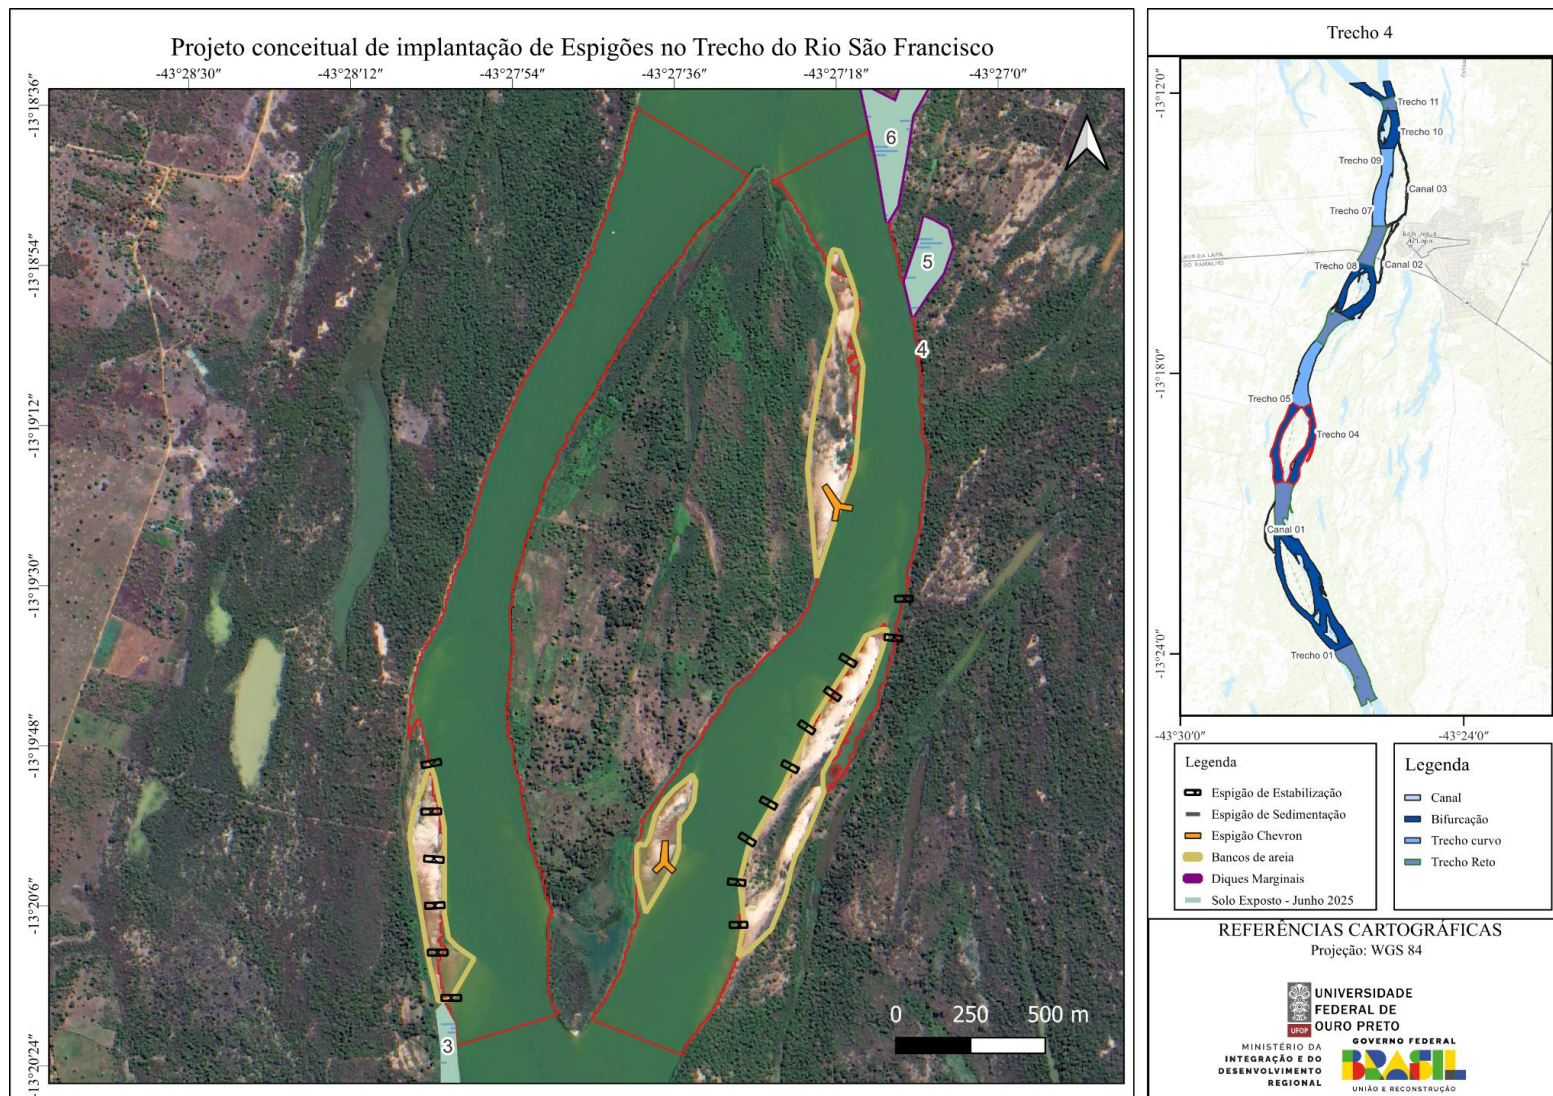 Projeto conceitual de implantação de Espigões no Trecho do Rio São Francisco
-43°28'30"
-43°28'12"
-43°27'54"
-43°27'36"
-43°27'18"
-43°27'0"
-13°18'36"
-13°18'54"
-13°19'12"
-13°19'30"
-13°19'48"
-13°20'6"
-13°20'24"
6
5
4
3
0 250 500 m
Trecho 4
-13°12'0"
-13°18'0"
-13°24'0"
-43°30'0"
-43°24'0"
Trecho 11
Trecho 10
Trecho 09
Canal 03
Trecho 07
Trecho 08
Canal 02
Trecho 05
Trecho 04
Canal 01
Trecho 01
Legenda
Espigão de Estabilização
Espigão de Sedimentação
Espigão Chevron
Bancos de areia
Diques Marginais
Solo Exposto - Junho 2025
Legenda
Canal
Bifurcação
Trecho curvo
Trecho Reto
REFERÊNCIAS CARTOGRÁFICAS
Projeção: WGS 84
UFOP
UNIVERSIDADE
FEDERAL DE
OURO PRETO
MINISTÉRIO DA
INTEGRAÇÃO E DO
DESENVOLVIMENTO
REGIONAL
GOVERNO FEDERAL
BRASIL
UNIÃO E RECONSTRUÇÃO